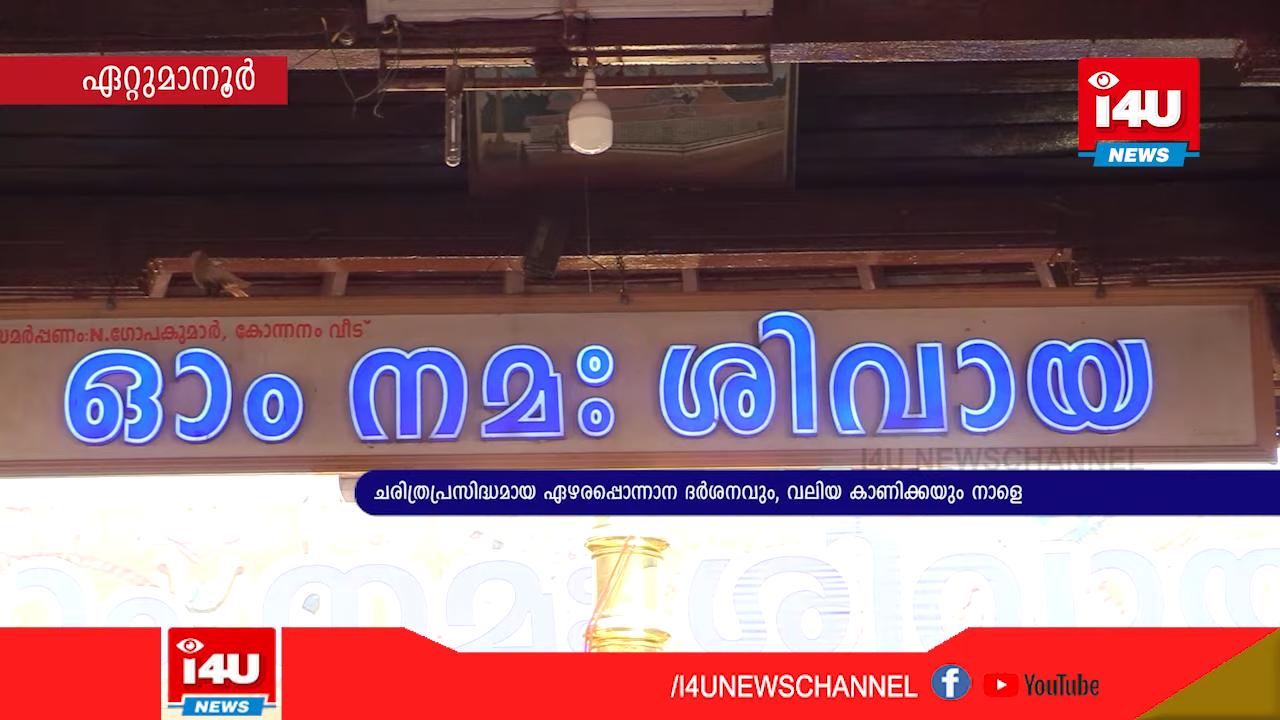 ഏറ്റുമാനൂർ
i4U
NEWS
സമർപ്പണം:N.ഗോപകുമാർ, കോന്നനം വീട്
ഓം നമഃ ശിവായ
I4U NEWSCHANNEL
ചരിത്രപ്രസിദ്ധമായ ഏഴരപ്പൊന്നാന ദർശനവും, വലിയ കാണിക്കയും നാളെ
i4U
NEWS
/I4UNEWSCHANNEL
YouTube